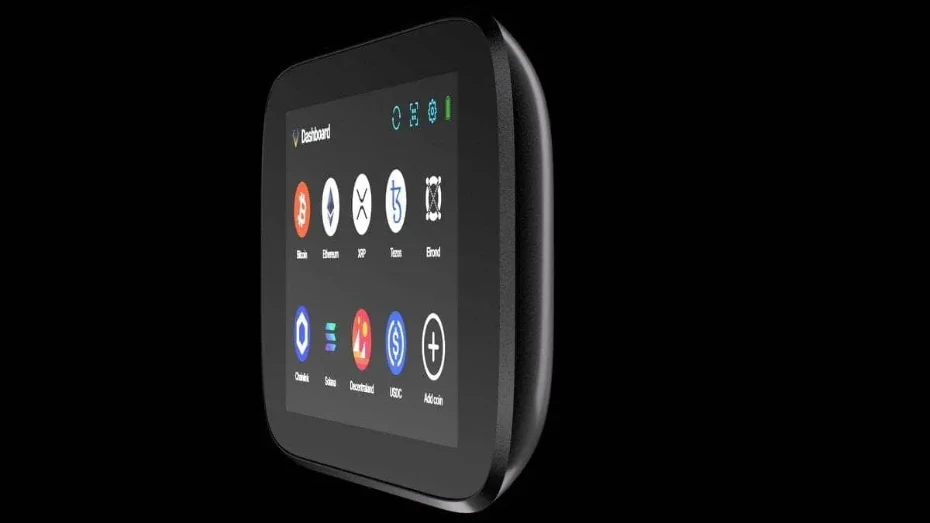 Dashboard
Bitcoin Ethereum XRP Tezos Elrond
Chainlink Solana Decentraland USDC Add coin